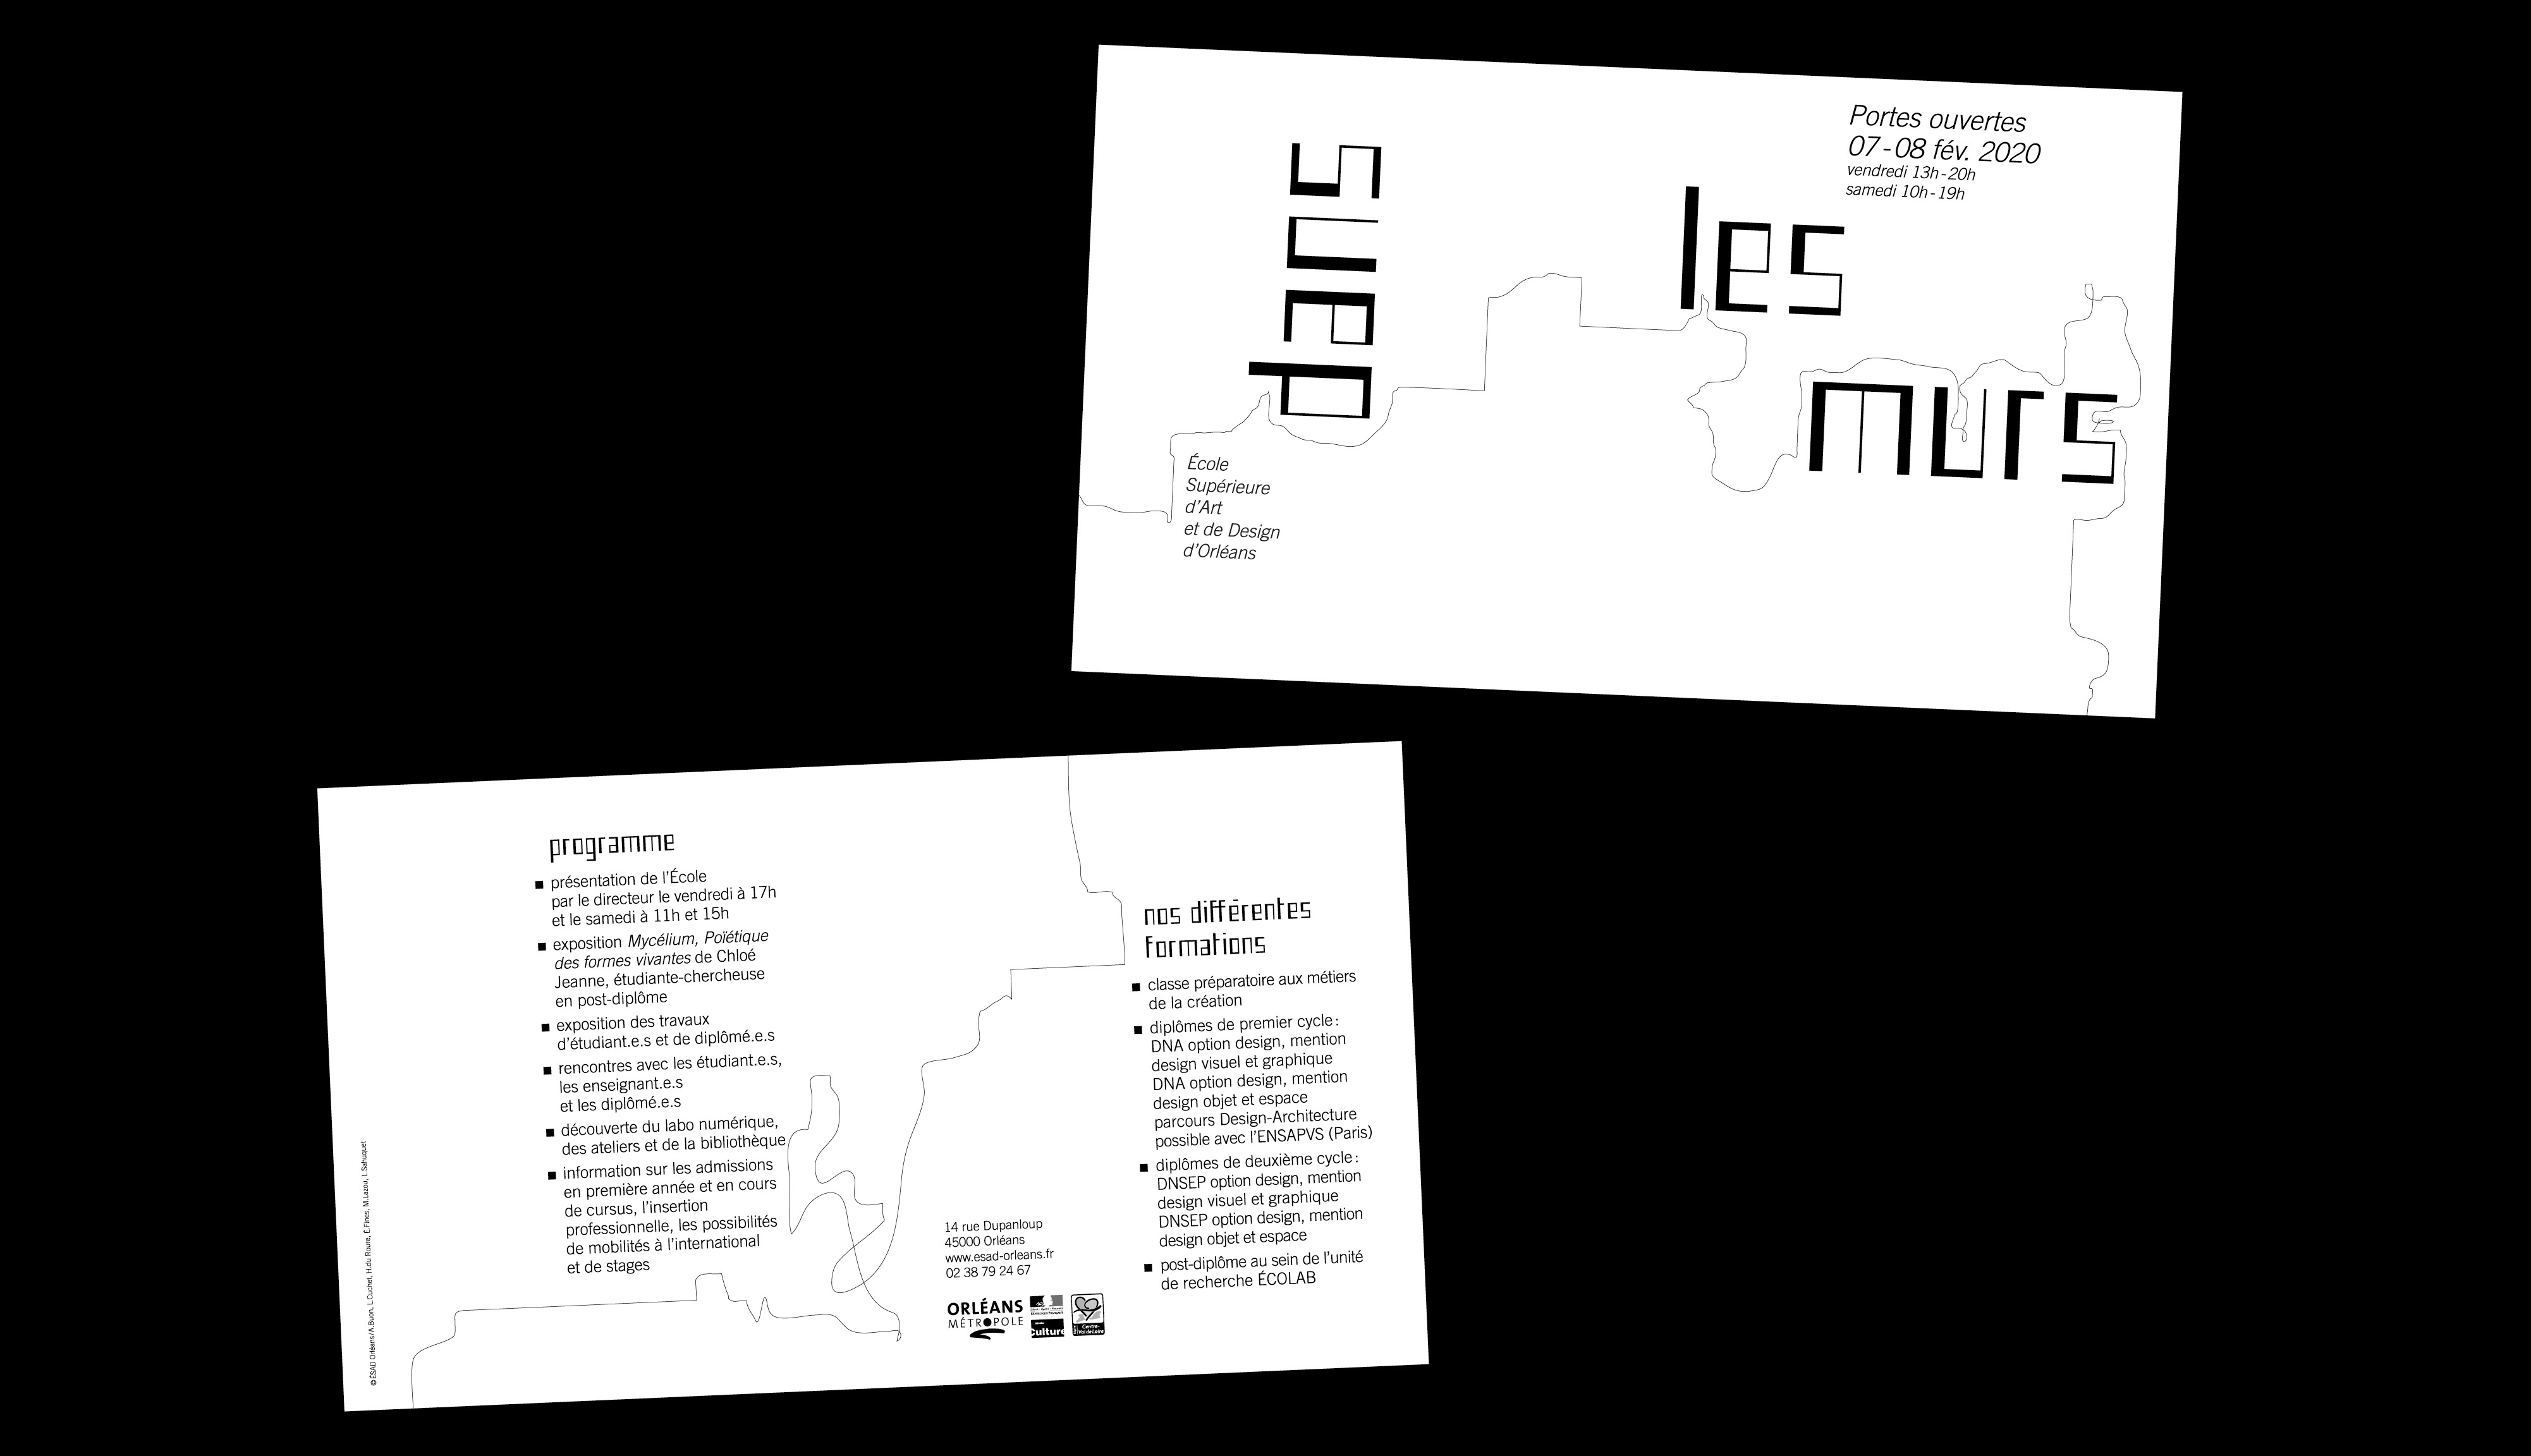 dans
les
murs
Portes ouvertes
07-08 fév. 2020
vendredi 13h-20h
samedi 10h-19h
École
Supérieure
d'Art
et de Design
d'Orléans
programme
présentation de l'École
par le directeur le vendredi à 17h
et le samedi à 11h et 15h
exposition Mycélium, Poïétique
des formes vivantes de Chloé
Jeanne, étudiante-chercheuse
en post-diplôme
exposition des travaux
d'étudiant.e.s et de diplômé.e.s
rencontres avec les étudiant.e.s,
les enseignant.e.s
et les diplômé.e.s
découverte du labo numérique,
des ateliers et de la bibliothèque
information sur les admissions
en première année et en cours
de cursus, l'insertion
professionnelle, les possibilités
de mobilités à l'international
et de stages
© ÉSAD Orléans/A.Buon, L.Cuchet, H.du Roure, É.Fines, M.Lazou, L.Sahuquet
14 rue Dupanloup
45000 Orléans
www.esad-orleans.fr
02 38 79 24 67
ORLÉANS
MÉTROPOLE
Culture
Centre-
Val de Loire
nos différentes
formations
classe préparatoire aux métiers
de la création
diplômes de premier cycle :
DNA option design, mention
design visuel et graphique
DNA option design, mention
design objet et espace
parcours Design-Architecture
possible avec l'ENSAPVS (Paris)
diplômes de deuxième cycle :
DNSEP option design, mention
design visuel et graphique
DNSEP option design, mention
design objet et espace
post-diplôme au sein de l'unité
de recherche ÉCOLAB